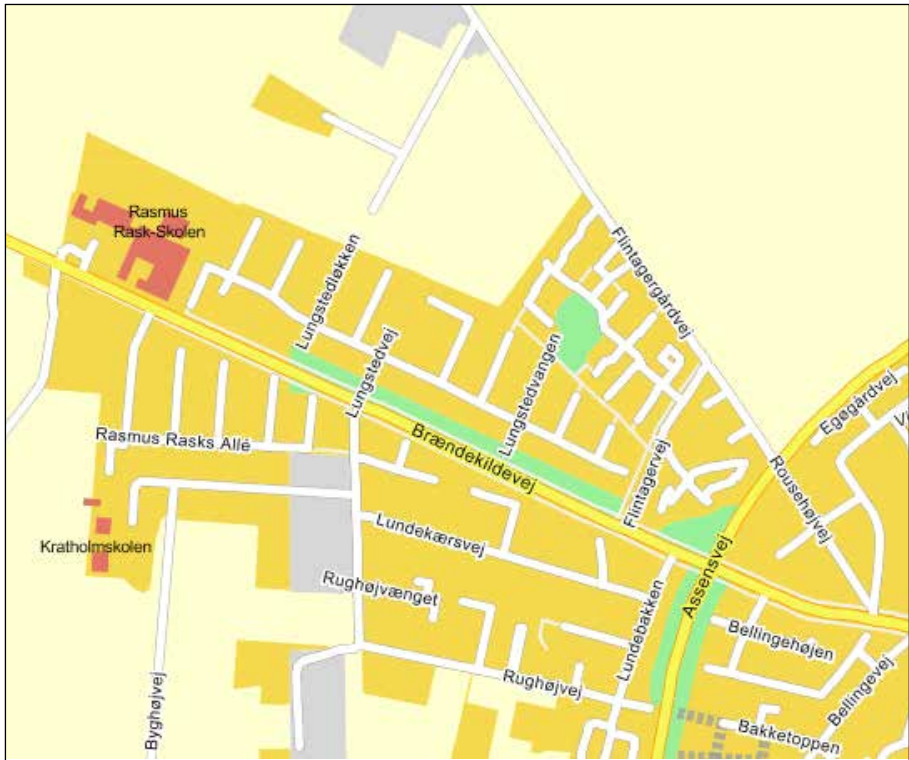 Rasmus
Rask-Skolen
Lungstedløkken
Flintagergårdvej
Lungstedvej
Lungstedvangen
Egøgårdvej
Vi
Rasmus Rasks Allé
Brændekildevej
Flintagervej
Rousehøjvej
Kratholmskolen
Lundekærsvej
Assensvej
Rughøjvænget
Lundebakken
Bellingehøjen
Byghøjvej
Rughøjvej
Bellingevej
Bakketoppen